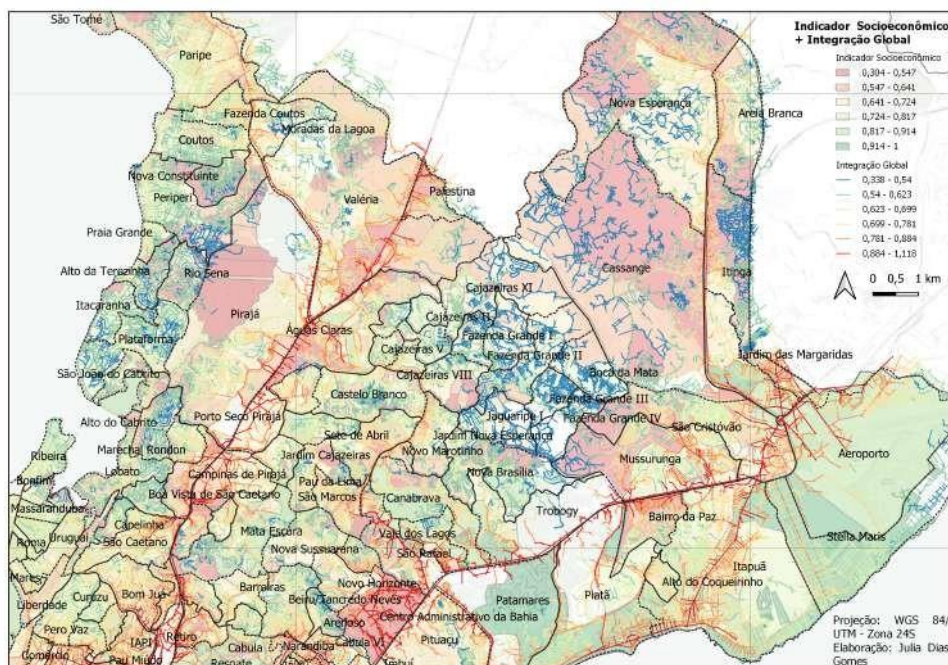 São Tomé
Paripe
Fazenda Coutos
Moradas da Lagoa
Coutos
Nova Constituinte
Periperi
Valéria
Palestina
Praia Grande
Alto da Terezinha
Rio Sena
Itacaranha
Pirajá
Plataforma
Águas Claras
São João do Cabrito
Alto do Cabrito
Porto Seco Pirajá
Marechal Rondon
Ribeira
Lobato
Campinas de Pirajá
Bonfim
Boa Vista de São Caetano
Massaranduba
Capelinha
Roma
Uruguai
São Caetano
Mares
Liberdade
Curuzu
Bom Juá
Pero Vaz
IAPI
Retiro
Comércio
Pau Miúdo
Nova Esperança
Areia Branca
Cassange
Itinga
Cajazeiras XI
Cajazeiras II
Fazenda Grande I
Cajazeiras V
Fazenda Grande II
Cajazeiras VIII
Boca da Mata
Jardim das Margaridas
Castelo Branco
Fazenda Grande III
Jaguaripe I
Fazenda Grande IV
São Cristóvão
Sete de Abril
Jardim Nova Esperança
Novo Marotinho
Aeroporto
Jardim Cajazeiras
Nova Brasília
Mussurunga
Pau da Lima
São Marcos
Canabrava
Trobogy
Bairro da Paz
Mata Escura
Vale dos Lagos
Stella Maris
Nova Sussuarana
São Rafael
Itapuã
Barreiras
Novo Horizonte
Alto do Coqueirinho
Beiru/Tancredo Neves
Patamares
Piatã
Arenoso
Centro Administrativo da Bahia
Cabula
Narandiba
Cabula VI
Pituaçu
Resgate
Imbuí
Indicador Socioeconômico
+ Integração Global
Indicador Socioeconômico
0,304 - 0,547
0,547 - 0,641
0,641 - 0,724
0,724 - 0,817
0,817 - 0,914
0,914 - 1
Integração Global
0,338 - 0,54
0,54 - 0,623
0,623 - 0,699
0,699 - 0,781
0,781 - 0,884
0,884 - 1,118
0 0,5 1 km
Projeção: WGS 84/
UTM - Zona 24S
Elaboração: Julia Dias
Gomes